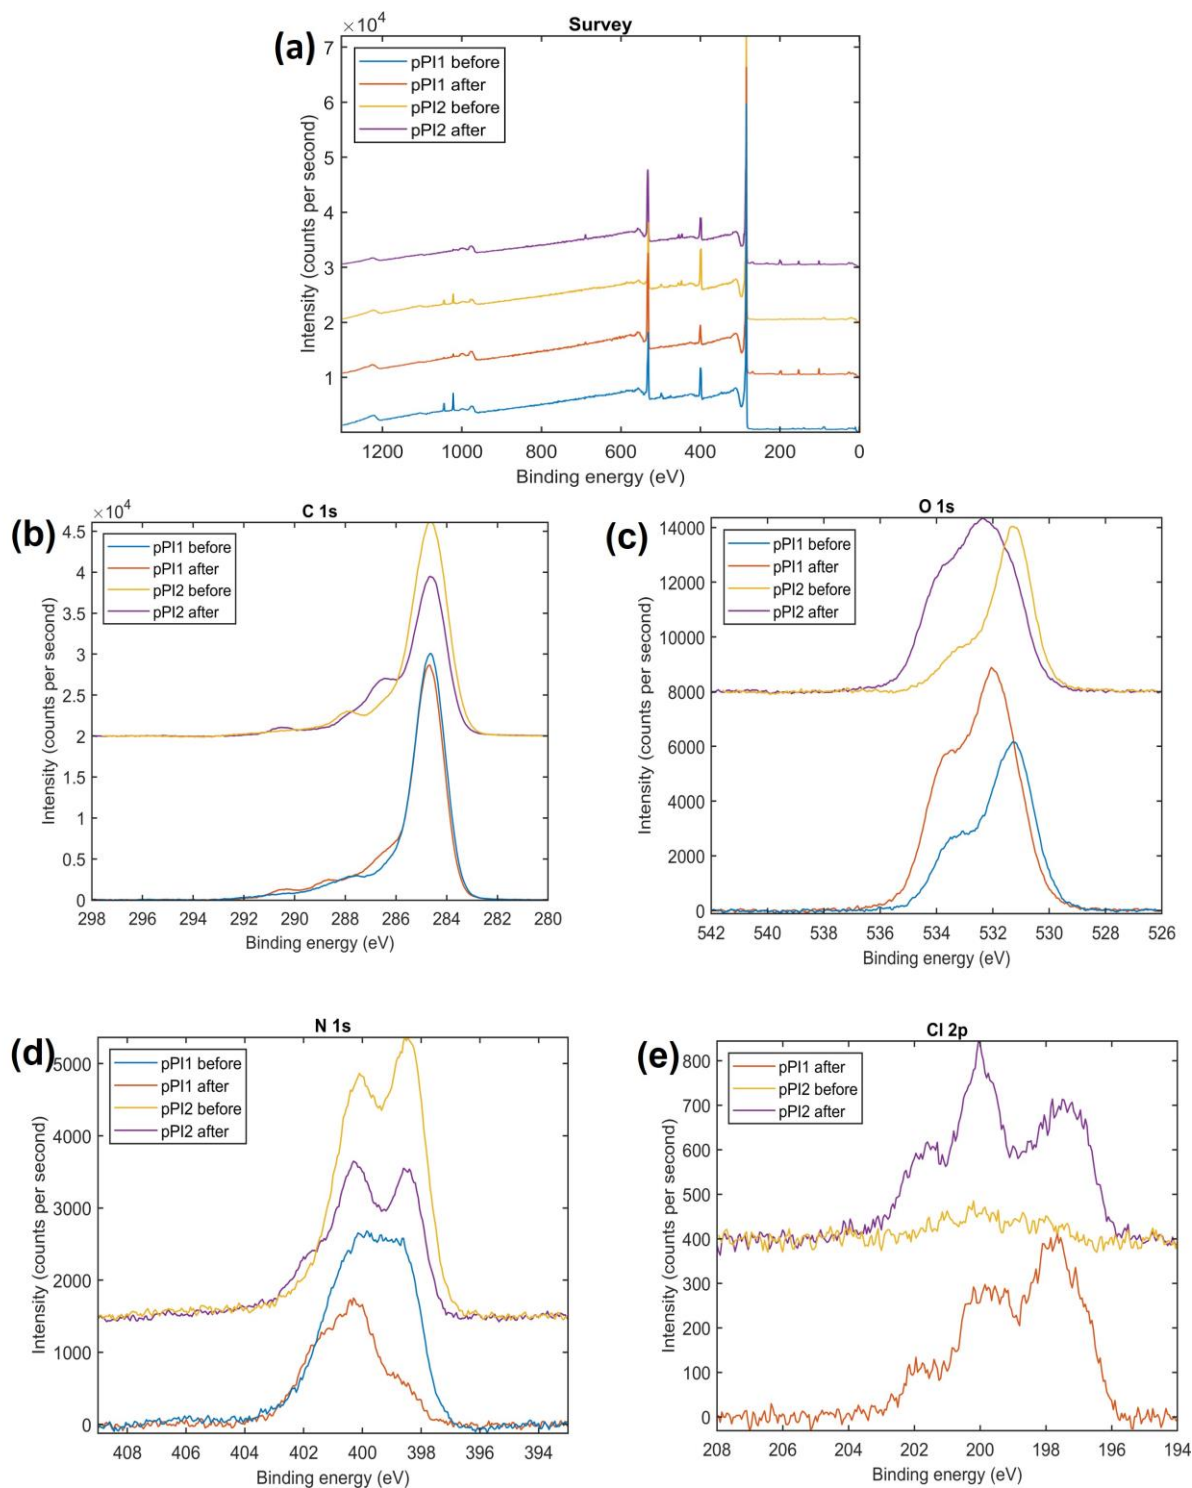 Survey
(a)
×10⁴
pPI1 before
pPI1 after
pPI2 before
pPI2 after
7
6
5
4
3
2
1
Intensity (counts per second)
1200 1000 800 600 400 200 0
Binding energy (eV)
(b)
×10⁴
C 1s
pPI1 before
pPI1 after
pPI2 before
pPI2 after
4.5
4
3.5
3
2.5
2
1.5
1
0.5
0
Intensity (counts per second)
298 296 294 292 290 288 286 284 282 280
Binding energy (eV)
(c)
O 1s
pPI1 before
pPI1 after
pPI2 before
pPI2 after
14000
12000
10000
8000
6000
4000
2000
0
Intensity (counts per second)
542 540 538 536 534 532 530 528 526
Binding energy (eV)
(d)
N 1s
pPI1 before
pPI1 after
pPI2 before
pPI2 after
5000
4000
3000
2000
1000
0
Intensity (counts per second)
408 406 404 402 400 398 396 394
Binding energy (eV)
(e)
Cl 2p
pPI1 after
pPI2 before
pPI2 after
800
700
600
500
400
300
200
100
0
Intensity (counts per second)
208 206 204 202 200 198 196 194
Binding energy (eV)